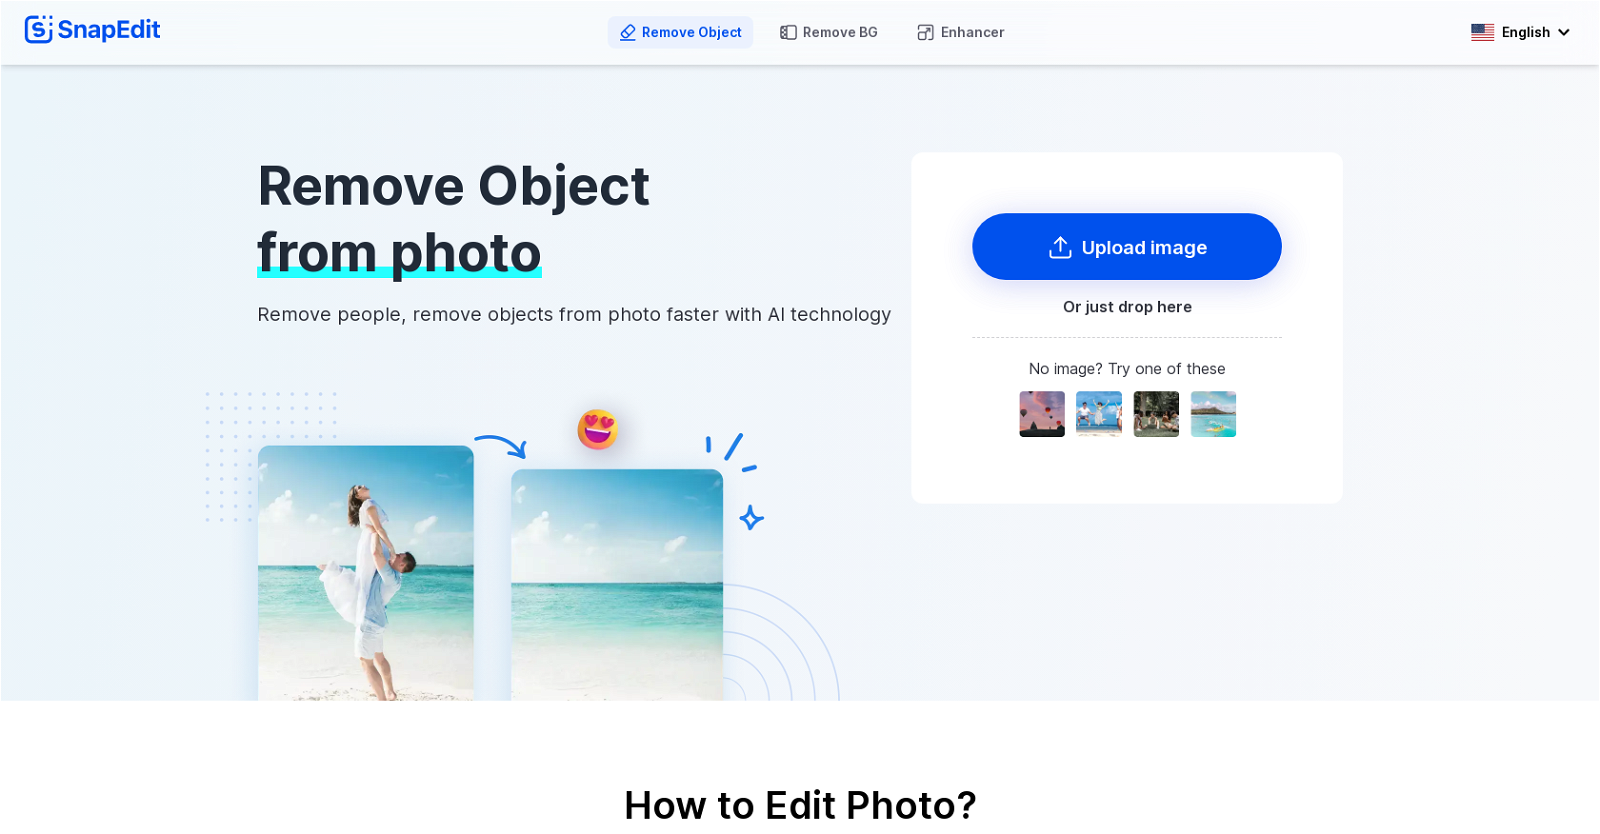 SnapEdit
Remove Object
Remove BG
Enhancer
English
Remove Object
from photo
Remove people, remove objects from photo faster with AI technology
Upload image
Or just drop here
No image? Try one of these
How to Edit Photo?